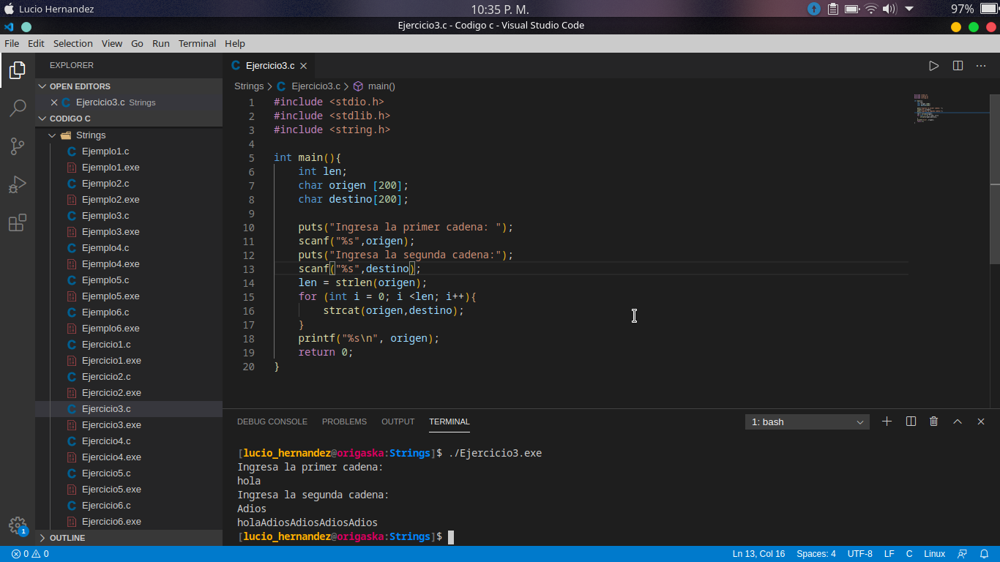 Lucio Hernandez 10:35 P. M. 97%
Ejercicio3.c - Codigo c - Visual Studio Code
File Edit Selection View Go Run Terminal Help
EXPLORER
OPEN EDITORS
Ejercicio3.c Strings
CODIGO C
Strings
Ejemplo1.c
Ejemplo1.exe
Ejemplo2.c
Ejemplo2.exe
Ejemplo3.c
Ejemplo3.exe
Ejemplo4.c
Ejemplo4.exe
Ejemplo5.c
Ejemplo5.exe
Ejemplo6.c
Ejemplo6.exe
Ejercicio1.c
Ejercicio1.exe
Ejercicio2.c
Ejercicio2.exe
Ejercicio3.c
Ejercicio3.exe
Ejercicio4.c
Ejercicio4.exe
Ejercicio5.c
Ejercicio5.exe
Ejercicio6.c
Ejercicio6.exe
OUTLINE
1
Ejercicio3.c
Strings > Ejercicio3.c > main()
1 #include <stdio.h>
2 #include <stdlib.h>
3 #include <string.h>
4
5 int main(){
6 int len;
7 char origen [200];
8 char destino[200];
9
10 puts("Ingresa la primer cadena: ");
11 scanf("%s",origen);
12 puts("Ingresa la segunda cadena:");
13 scanf("%s",destino);
14 len = strlen(origen);
15 for (int i = 0; i <len; i++){
16 strcat(origen,destino);
17 }
18 printf("%s\n", origen);
19 return 0;
20 }
DEBUG CONSOLE PROBLEMS OUTPUT TERMINAL 1: bash
[lucio_hernandez@origaska:Strings]$ ./Ejercicio3.exe
Ingresa la primer cadena:
hola
Ingresa la segunda cadena:
Adios
holaAdiosAdiosAdiosAdios
[lucio_hernandez@origaska:Strings]$
0 0 Ln 13, Col 16 Spaces: 4 UTF-8 LF C Linux